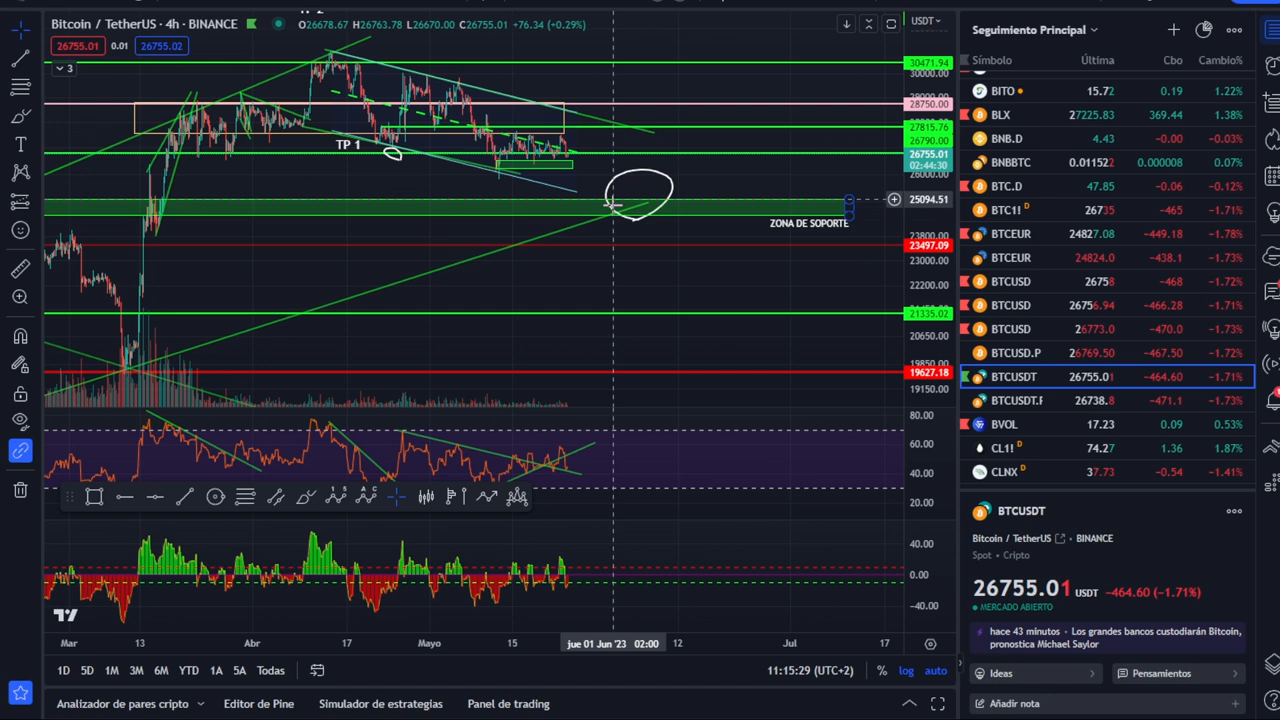 Bitcoin / TetherUS · 4h · BINANCE
O26678.67 H26763.78 L26670.00 C26755.01 +76.34 (+0.29%)
26755.01 0.01 26755.02
3
USDT
30471.94
30000.00
28750.00
27815.76
26790.00
26755.01
02:44:30
26000.00
25094.51
23800.00
23497.09
23000.00
22200.00
21335.02
20650.00
19850.00
19627.18
19150.00
TP 1
ZONA DE SOPORTE
80.00
60.00
40.00
20.00
40.00
0.00
-40.00
Mar 13 Abr 17 Mayo 15 jue 01 Jun '23 02:00 12 Jul 17
1D 5D 1M 3M 6M YTD 1A 5A Todas
11:15:29 (UTC+2) % log auto
Analizador de pares cripto Editor de Pine Simulador de estrategias Panel de trading
Seguimiento Principal
Símbolo Última Cbo Cambio%
BITO 15.72 0.19 1.22%
BLX 27225.83 369.44 1.38%
BNB.D 4.43 -0.00 -0.03%
BNBBTC 0.011522 0.000008 0.07%
BTC.D 47.85 -0.06 -0.12%
BTC1! D 26735 -465 -1.71%
BTCEUR 24827.08 -449.18 -1.78%
BTCEUR 24824.0 -438.1 -1.73%
BTCUSD 26758 -468 -1.72%
BTCUSD 26756.94 -466.28 -1.71%
BTCUSD 26773.0 -470.0 -1.73%
BTCUSD.P 26769.50 -467.50 -1.72%
BTCUSDT 26755.01 -464.60 -1.71%
BTCUSDT.F 26738.8 -471.1 -1.73%
BVOL 17.23 0.09 0.53%
CL1! D 74.27 1.36 1.87%
CLNX D 37.73 -0.54 -1.41%
BTCUSDT
Bitcoin / TetherUS · BINANCE
Spot · Cripto
26755.01 USDT -464.60 (-1.71%)
MERCADO ABIERTO
hace 43 minutos · Los grandes bancos custodiarán Bitcoin,
pronostica Michael Saylor
Ideas Pensamientos
Añadir nota